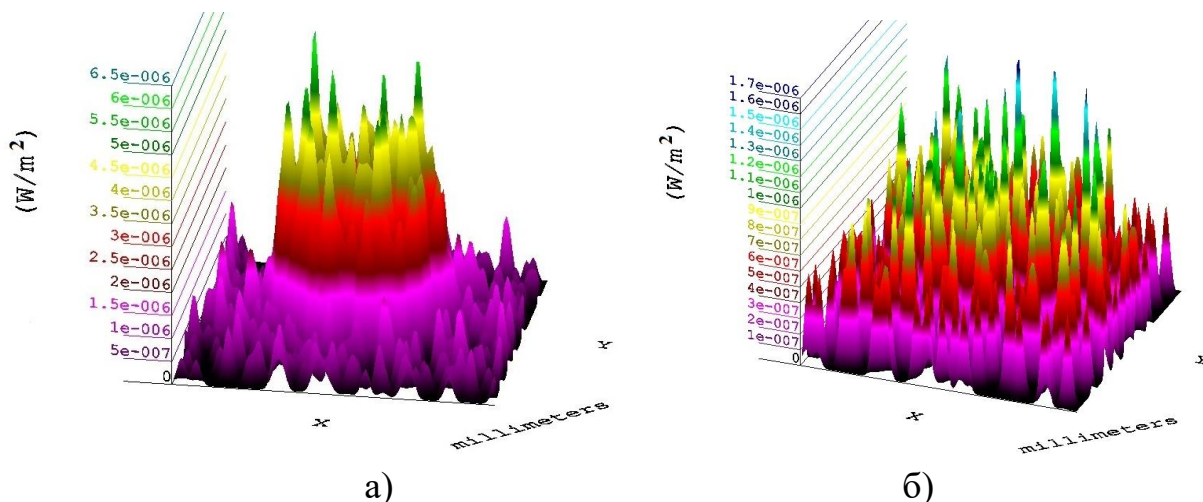 6.5e-006
6e-006
5.5e-006
5e-006
4.5e-006
4e-006
3.5e-006
3e-006
2.5e-006
2e-006
1.5e-006
1e-006
5e-007
0
(W/m²)
X
Y
millimeters
а)
1.7e-006
1.6e-006
1.5e-006
1.4e-006
1.3e-006
1.2e-006
1.1e-006
1e-006
9e-007
8e-007
7e-007
6e-007
5e-007
4e-007
3e-007
2e-007
1e-007
0
(W/m²)
X
millimeters
б)